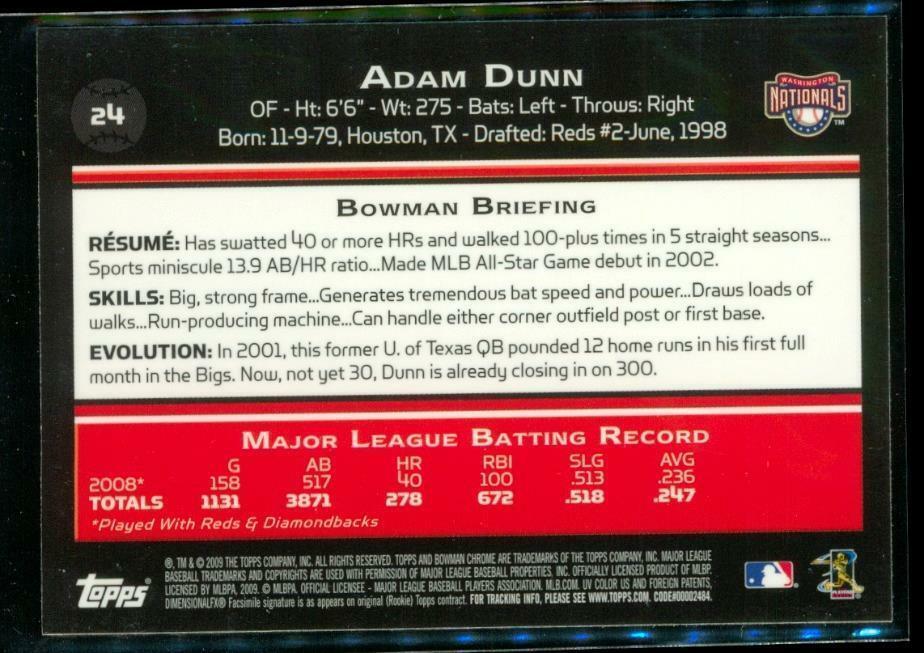 ADAM DUNN
24
OF - Ht: 6'6" - Wt: 275 - Bats: Left - Throws: Right
Born: 11-9-79, Houston, TX - Drafted: Reds #2-June, 1998
WASHINGTON
NATIONALS
TM
BOWMAN BRIEFING
RÉSUMÉ: Has swatted 40 or more HRs and walked 100-plus times in 5 straight seasons...
Sports miniscule 13.9 AB/HR ratio...Made MLB All-Star Game debut in 2002.
SKILLS: Big, strong frame...Generates tremendous bat speed and power...Draws loads of
walks...Run-producing machine...Can handle either corner outfield post or first base.
EVOLUTION: In 2001, this former U. of Texas QB pounded 12 home runs in his first full
month in the Bigs. Now, not yet 30, Dunn is already closing in on 300.
MAJOR LEAGUE BATTING RECORD
G AB HR RBI SLG AVG
2008* 158 517 40 100 .513 .236
TOTALS 1131 3871 278 672 .518 .247
*Played With Reds & Diamondbacks
®, TM & © 2009 THE TOPPS COMPANY, INC. ALL RIGHTS RESERVED. TOPPS AND BOWMAN CHROME ARE TRADEMARKS OF THE TOPPS COMPANY, INC. MAJOR LEAGUE
BASEBALL TRADEMARKS AND COPYRIGHTS ARE USED WITH PERMISSION OF MAJOR LEAGUE BASEBALL PROPERTIES, INC. OFFICIALLY LICENSED PRODUCT OF MLBP.
LICENSED BY MLBPA, 2009. © MLBPA. OFFICIAL LICENSEE - MAJOR LEAGUE BASEBALL PLAYERS ASSOCIATION. MLB.COM. UV COLOR US AND FOREIGN PATENTS,
DIMENSIONALFX® Facsimile signature is as appears on original (Rookie) Topps contract. FOR TRACKING INFO, PLEASE SEE WWW.TOPPS.COM. CODE#00002484.
Topps®